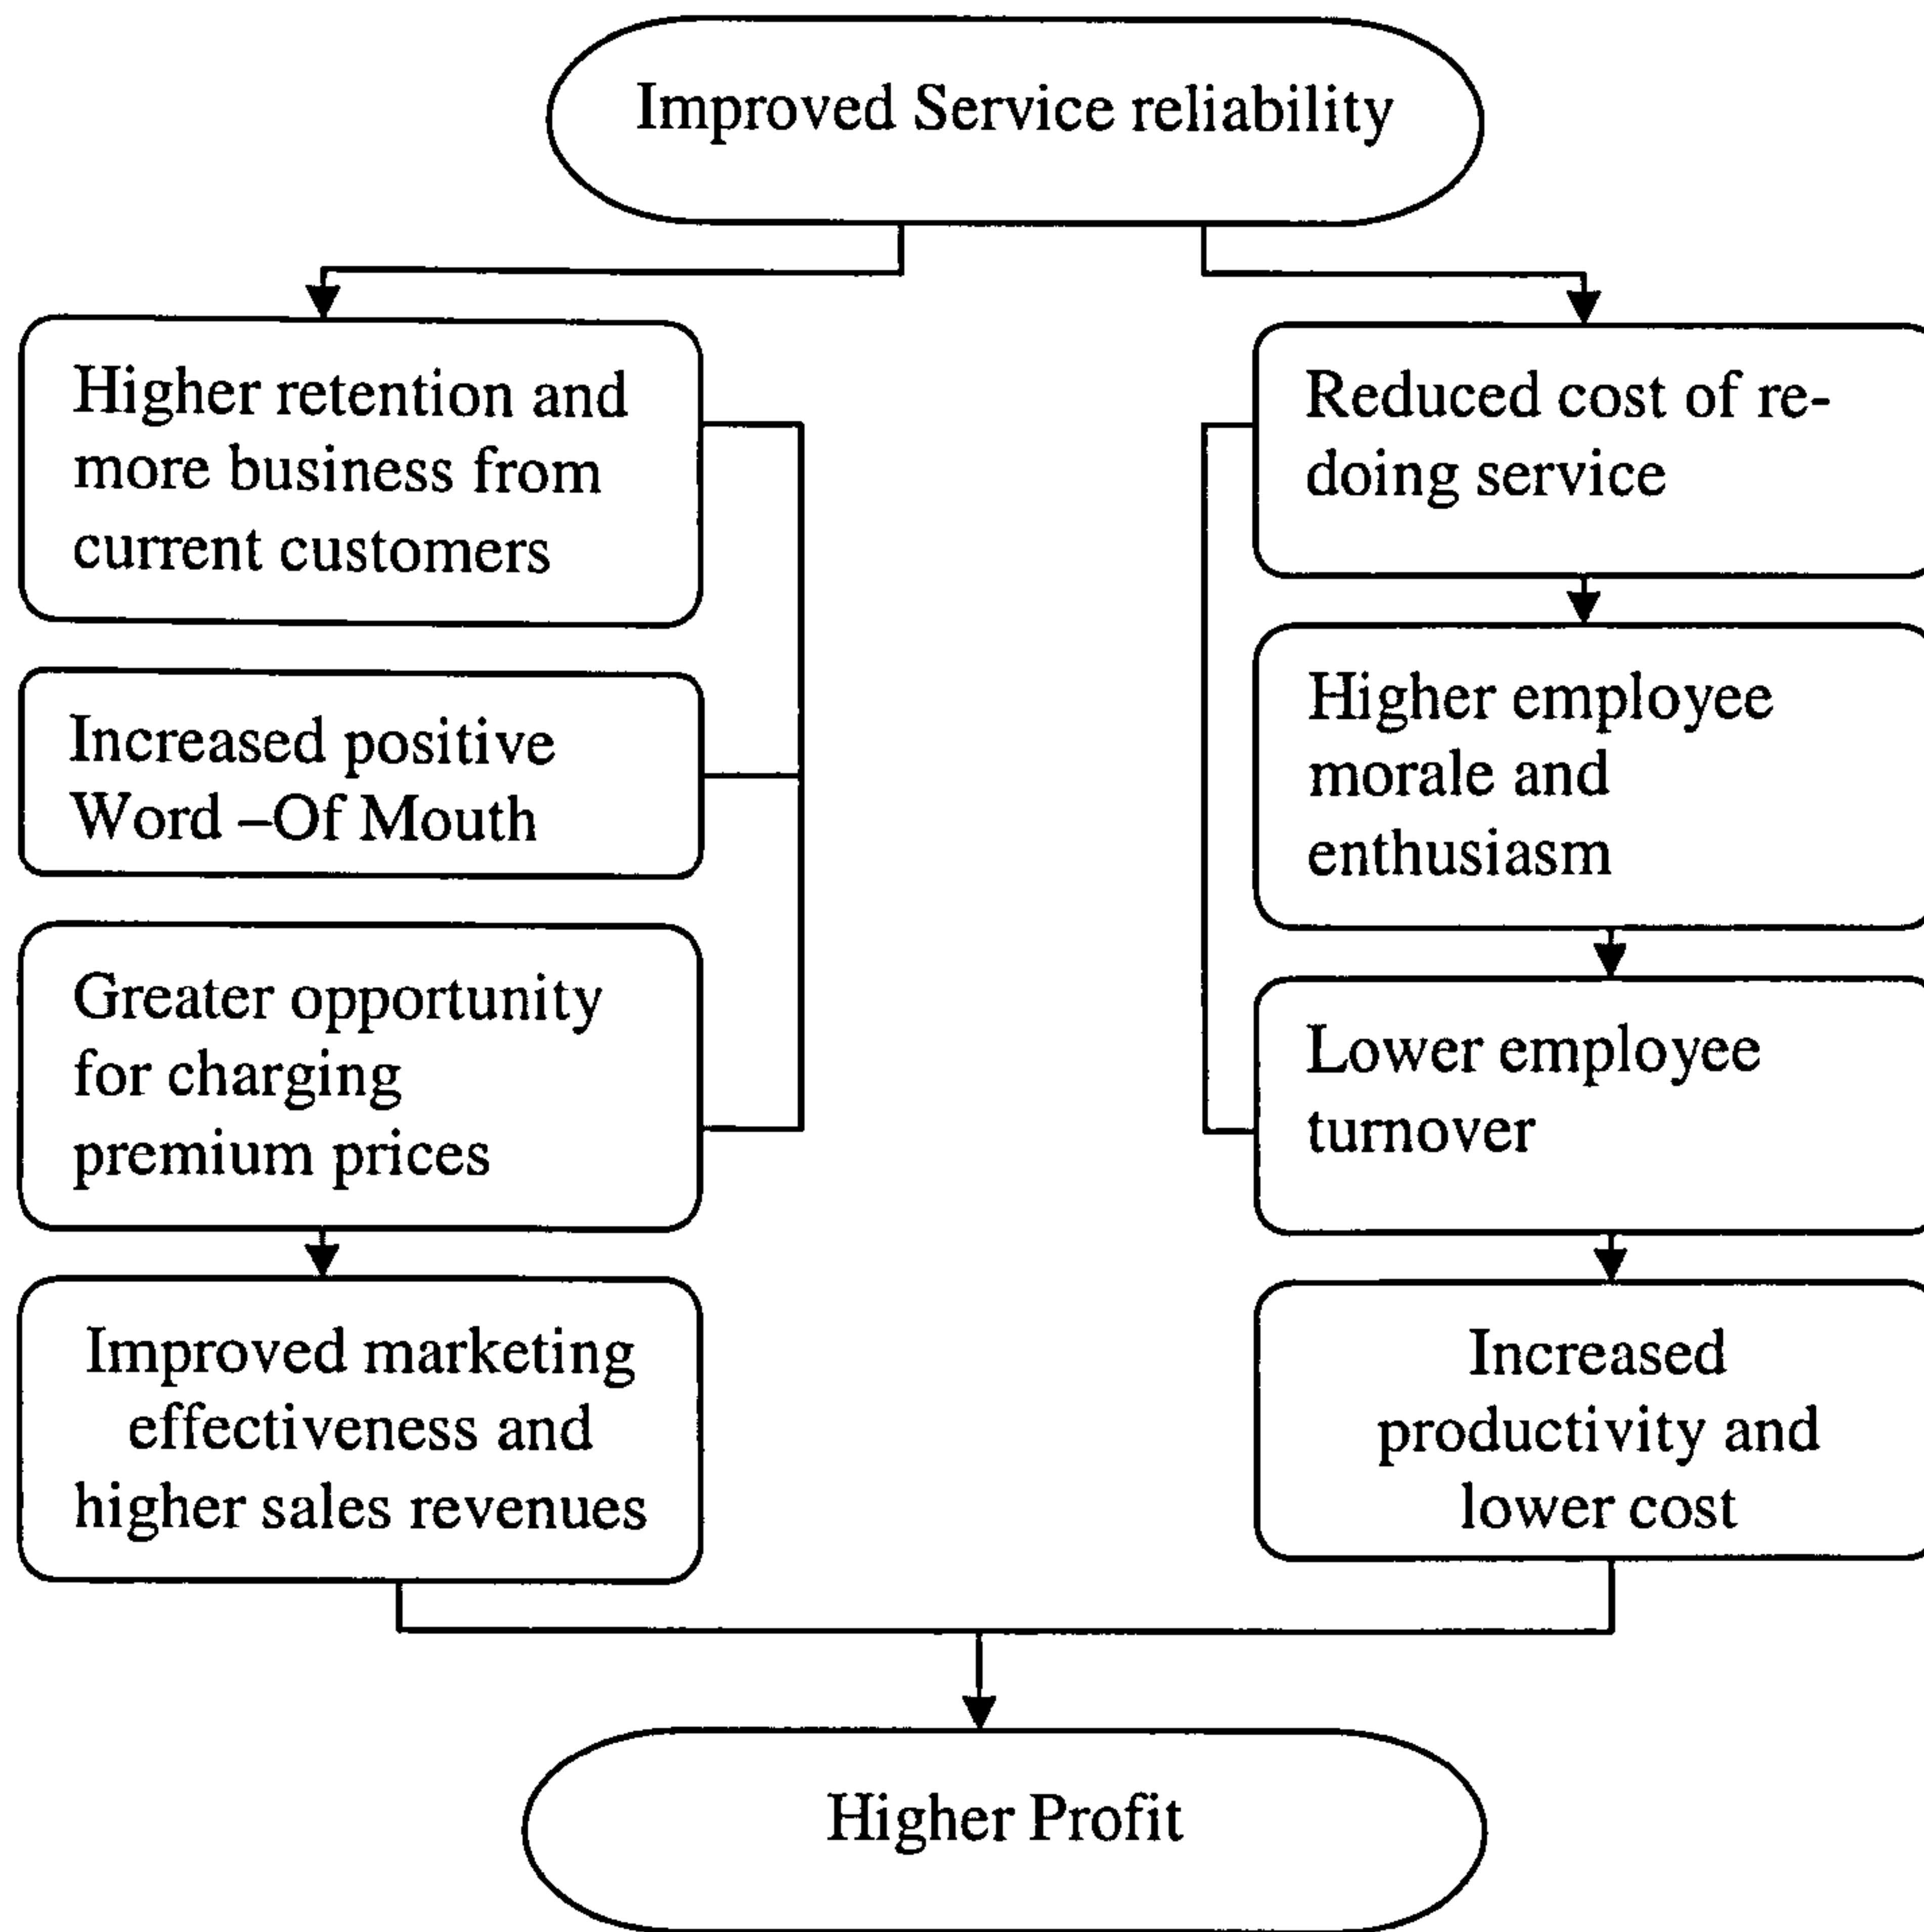 Improved Service reliability
Higher retention and
more business from
current customers
Increased positive
Word –Of Mouth
Greater opportunity
for charging
premium prices
Improved marketing
effectiveness and
higher sales revenues
Reduced cost of re-
doing service
Higher employee
morale and
enthusiasm
Lower employee
turnover
Increased
productivity and
lower cost
Higher Profit